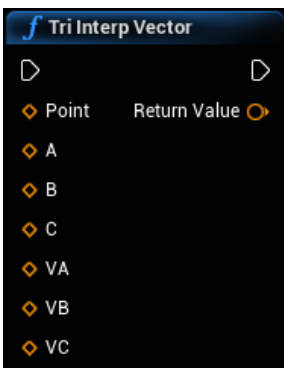 f Tri Interp Vector
Point Return Value
A
B
C
VA
VB
VC